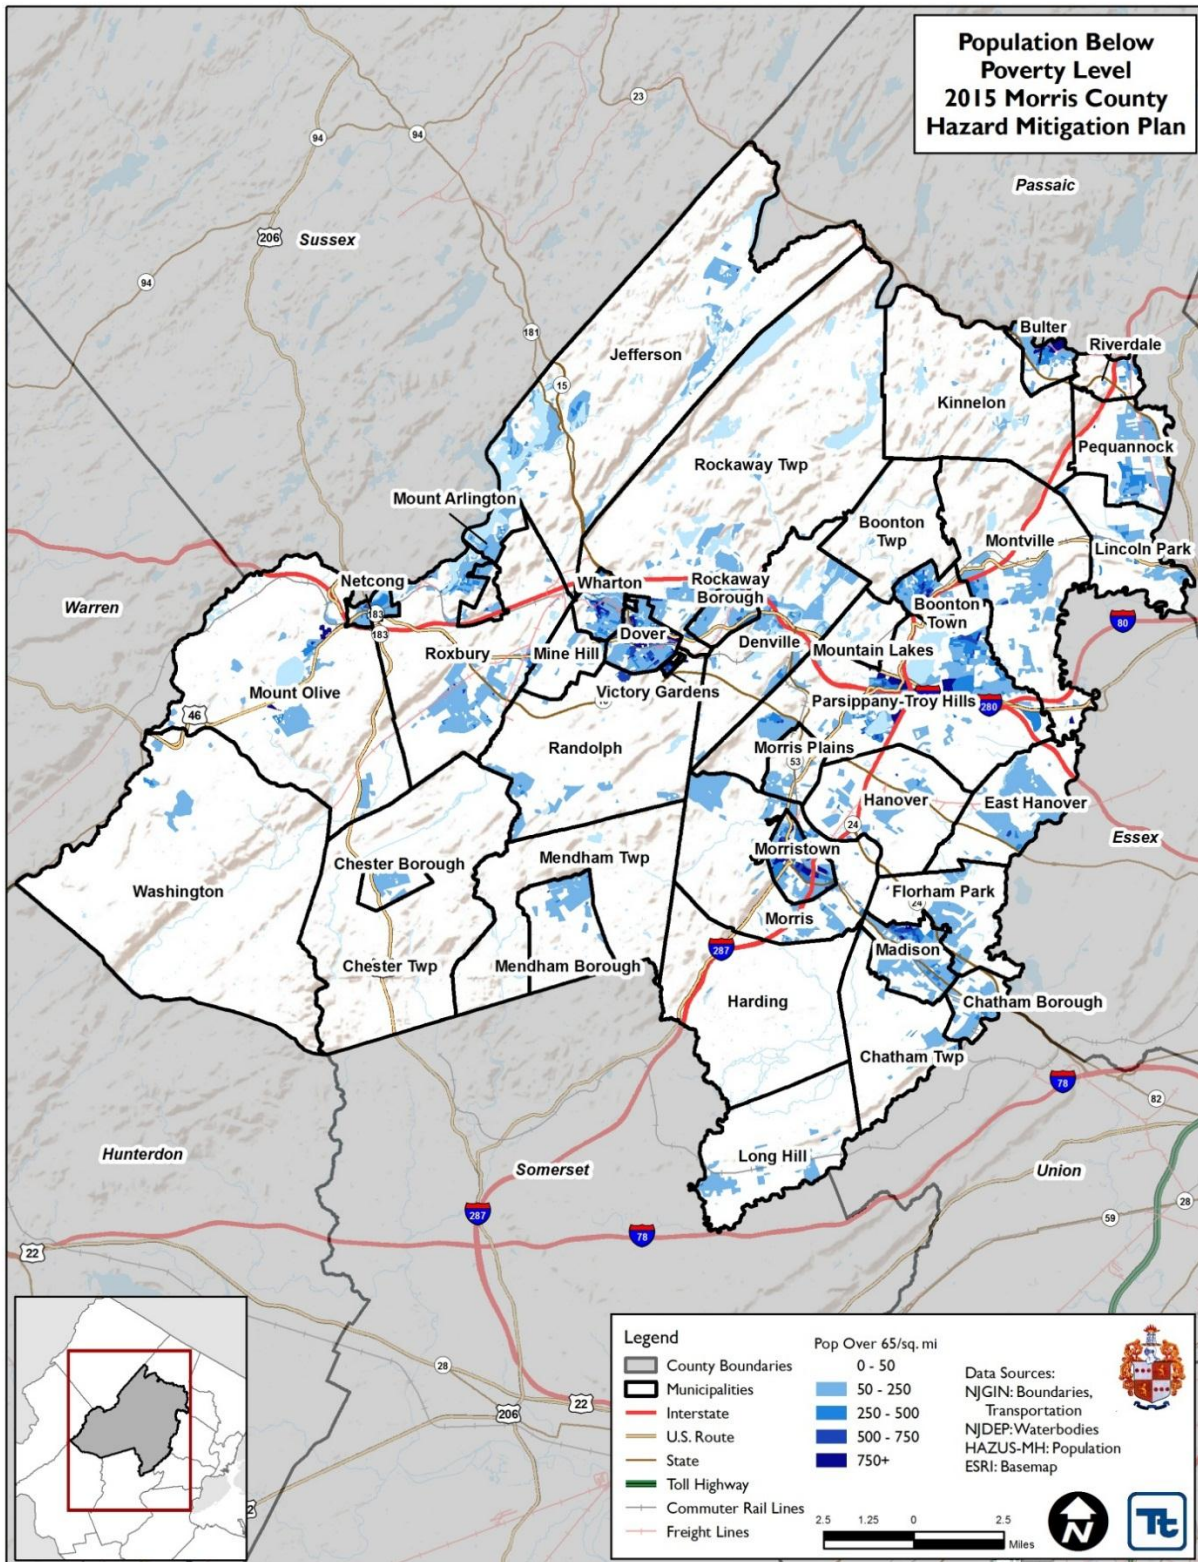 Population Below
Poverty Level
2015 Morris County
Hazard Mitigation Plan
23
94
94
Passaic
206
Sussex
94
181
Bulter
Riverdale
Jefferson
15
Kinnelon
Pequannock
Rockaway Twp
Mount Arlington
Boonton
Twp
Montville
Lincoln Park
Netcong
Wharton
Rockaway
Borough
Warren
183
Boonton
Town
80
183
Dover
Roxbury
Mine Hill
Denville
Mountain Lakes
Mount Olive
Victory Gardens
Parsippany-Troy Hills
280
46
Randolph
Morris Plains
53
Hanover
East Hanover
24
Essex
Morristown
Chester Borough
Mendham Twp
Washington
Florham Park
24
Morris
Madison
287
Chester Twp
Mendham Borough
Harding
Chatham Borough
Chatham Twp
78
82
Hunterdon
Somerset
Long Hill
Union
28
287
59
78
22
28
22
206
Legend
County Boundaries
Municipalities
Interstate
U.S. Route
State
Toll Highway
Commuter Rail Lines
Freight Lines
Pop Over 65/sq. mi
0 - 50
50 - 250
250 - 500
500 - 750
750+
Data Sources:
NJGIN: Boundaries,
Transportation
NJDEP: Waterbodies
HAZUS-MH: Population
ESRI: Basemap
2.5 1.25 0 2.5
Miles
N
Tt